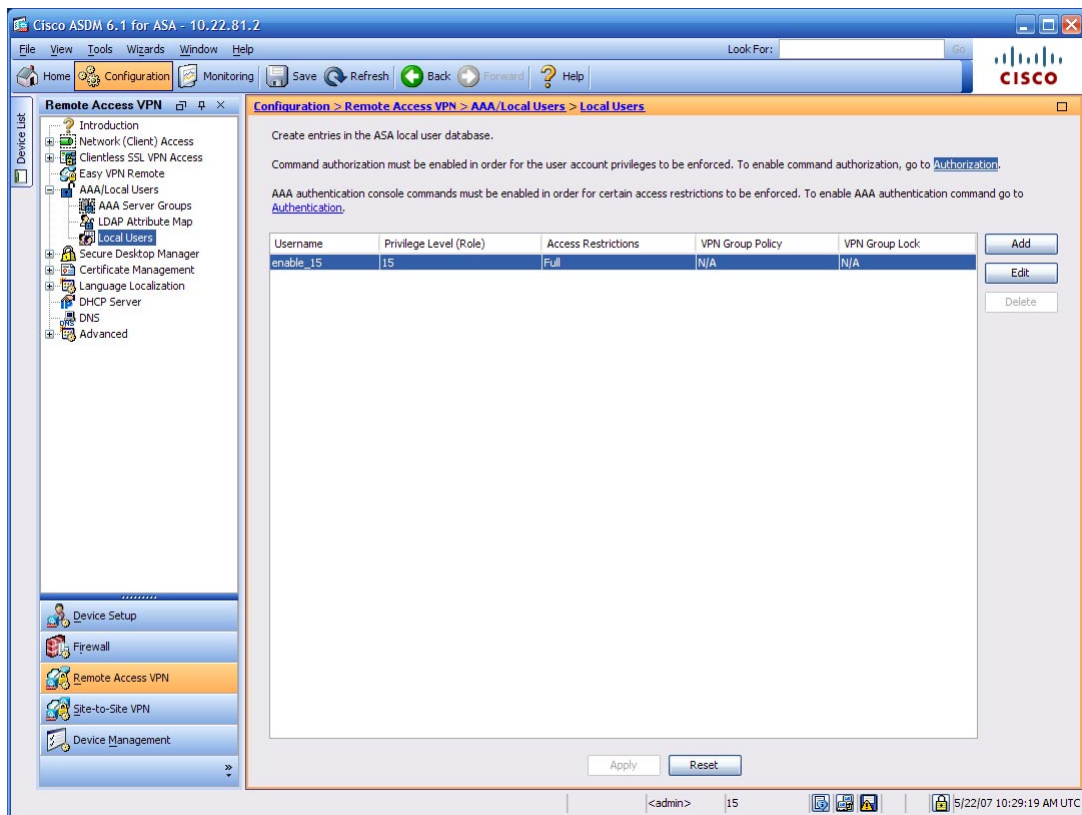 Cisco ASDM 6.1 for ASA - 10.22.81.2
File View Tools Wizards Window Help
Look For:
Go
Home Configuration Monitoring Save Refresh Back Forward Help
CISCO
Device List
Remote Access VPN
Introduction
Network (Client) Access
Clientless SSL VPN Access
Easy VPN Remote
AAA/Local Users
AAA Server Groups
LDAP Attribute Map
Local Users
Secure Desktop Manager
Certificate Management
Language Localization
DHCP Server
DNS
Advanced
Device Setup
Firewall
Remote Access VPN
Site-to-Site VPN
Device Management
Configuration > Remote Access VPN > AAA/Local Users > Local Users
Create entries in the ASA local user database.
Command authorization must be enabled in order for the user account privileges to be enforced. To enable command authorization, go to Authorization.
AAA authentication console commands must be enabled in order for certain access restrictions to be enforced. To enable AAA authentication command go to
Authentication.
Username Privilege Level (Role) Access Restrictions VPN Group Policy VPN Group Lock
enable_15 15 Full N/A N/A
Add
Edit
Delete
Apply Reset
<admin> 15 5/22/07 10:29:19 AM UTC